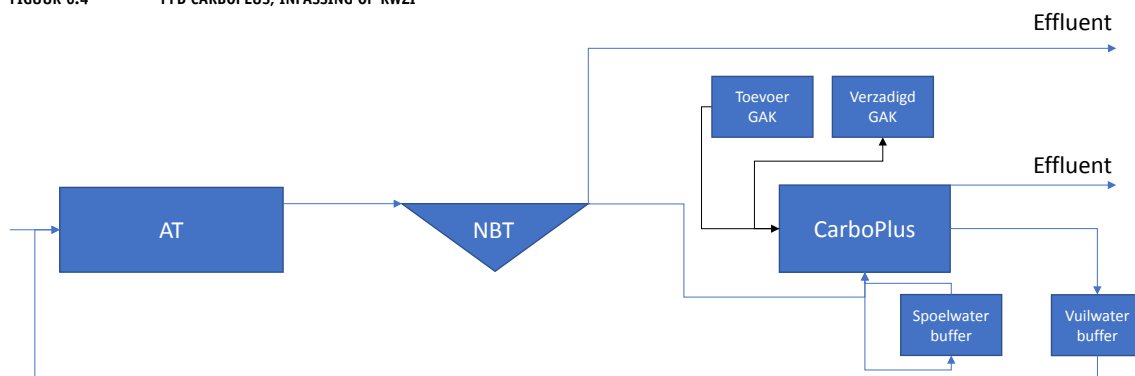 FIGUUR 6.4 PFD CARBOPLUS, INPASSING OP RWZI
Effluent
Toevoer
GAK
Verzadigd
GAK
Effluent
AT
NBT
CarboPlus
Spoelwater
buffer
Vuilwater
buffer